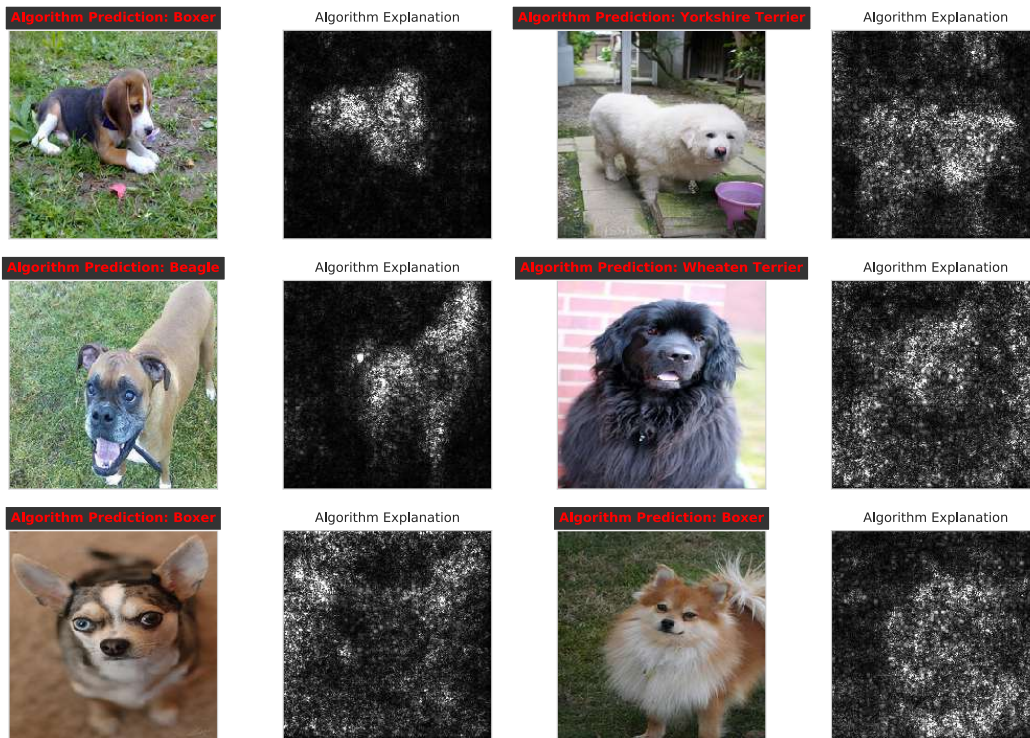 Algorithm Prediction: Boxer
Algorithm Explanation
Algorithm Prediction: Yorkshire Terrier
Algorithm Explanation
Algorithm Prediction: Beagle
Algorithm Explanation
Algorithm Prediction: Wheaten Terrier
Algorithm Explanation
Algorithm Prediction: Boxer
Algorithm Explanation
Algorithm Prediction: Boxer
Algorithm Explanation